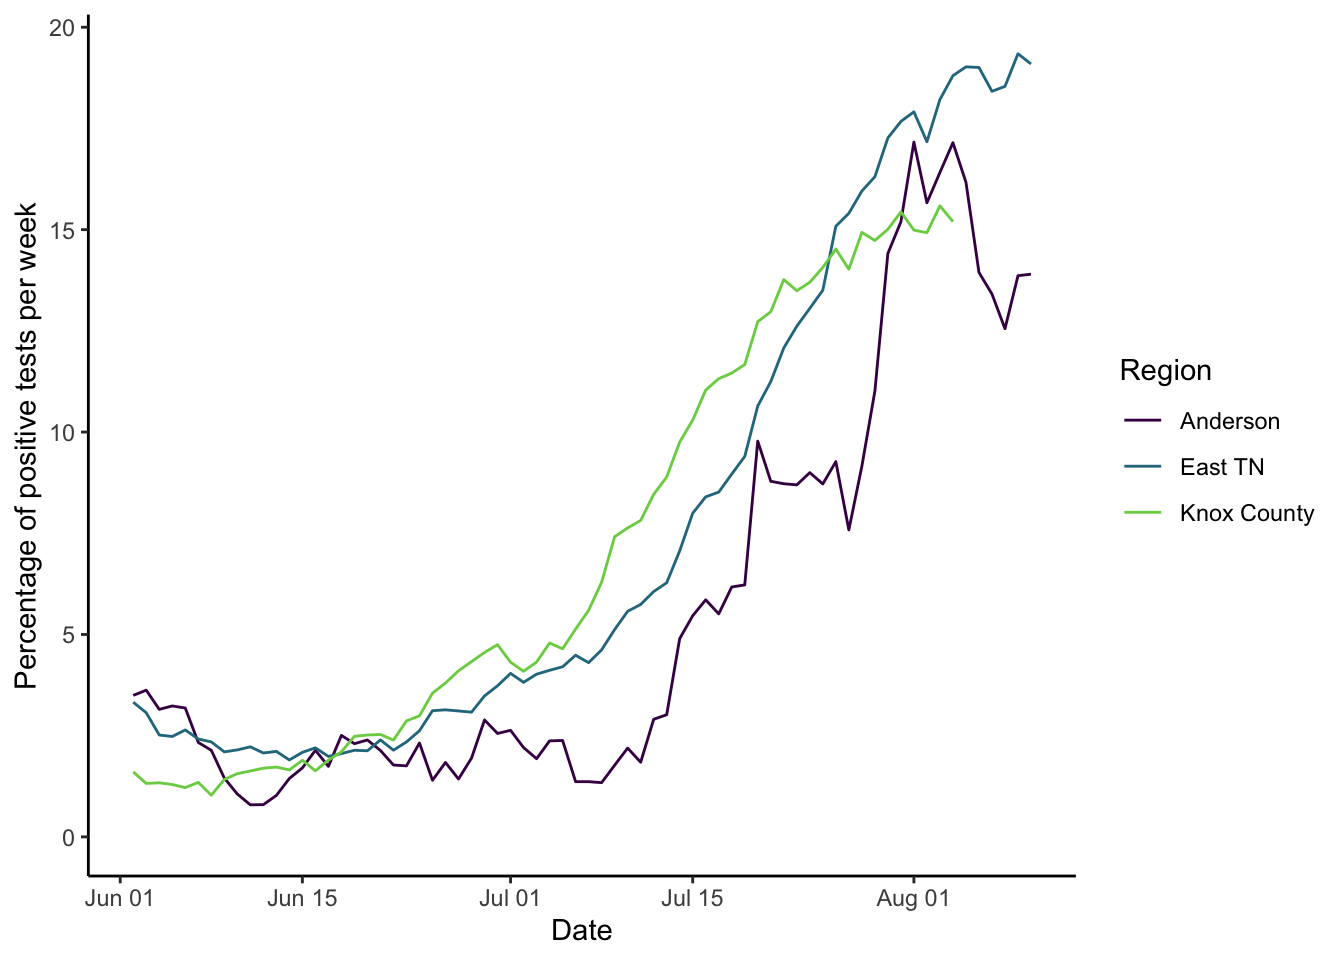 Percentage of positive tests per week
20
15
10
5
0
Jun 01
Jun 15
Jul 01
Jul 15
Aug 01
Date
Region
Anderson
East TN
Knox County